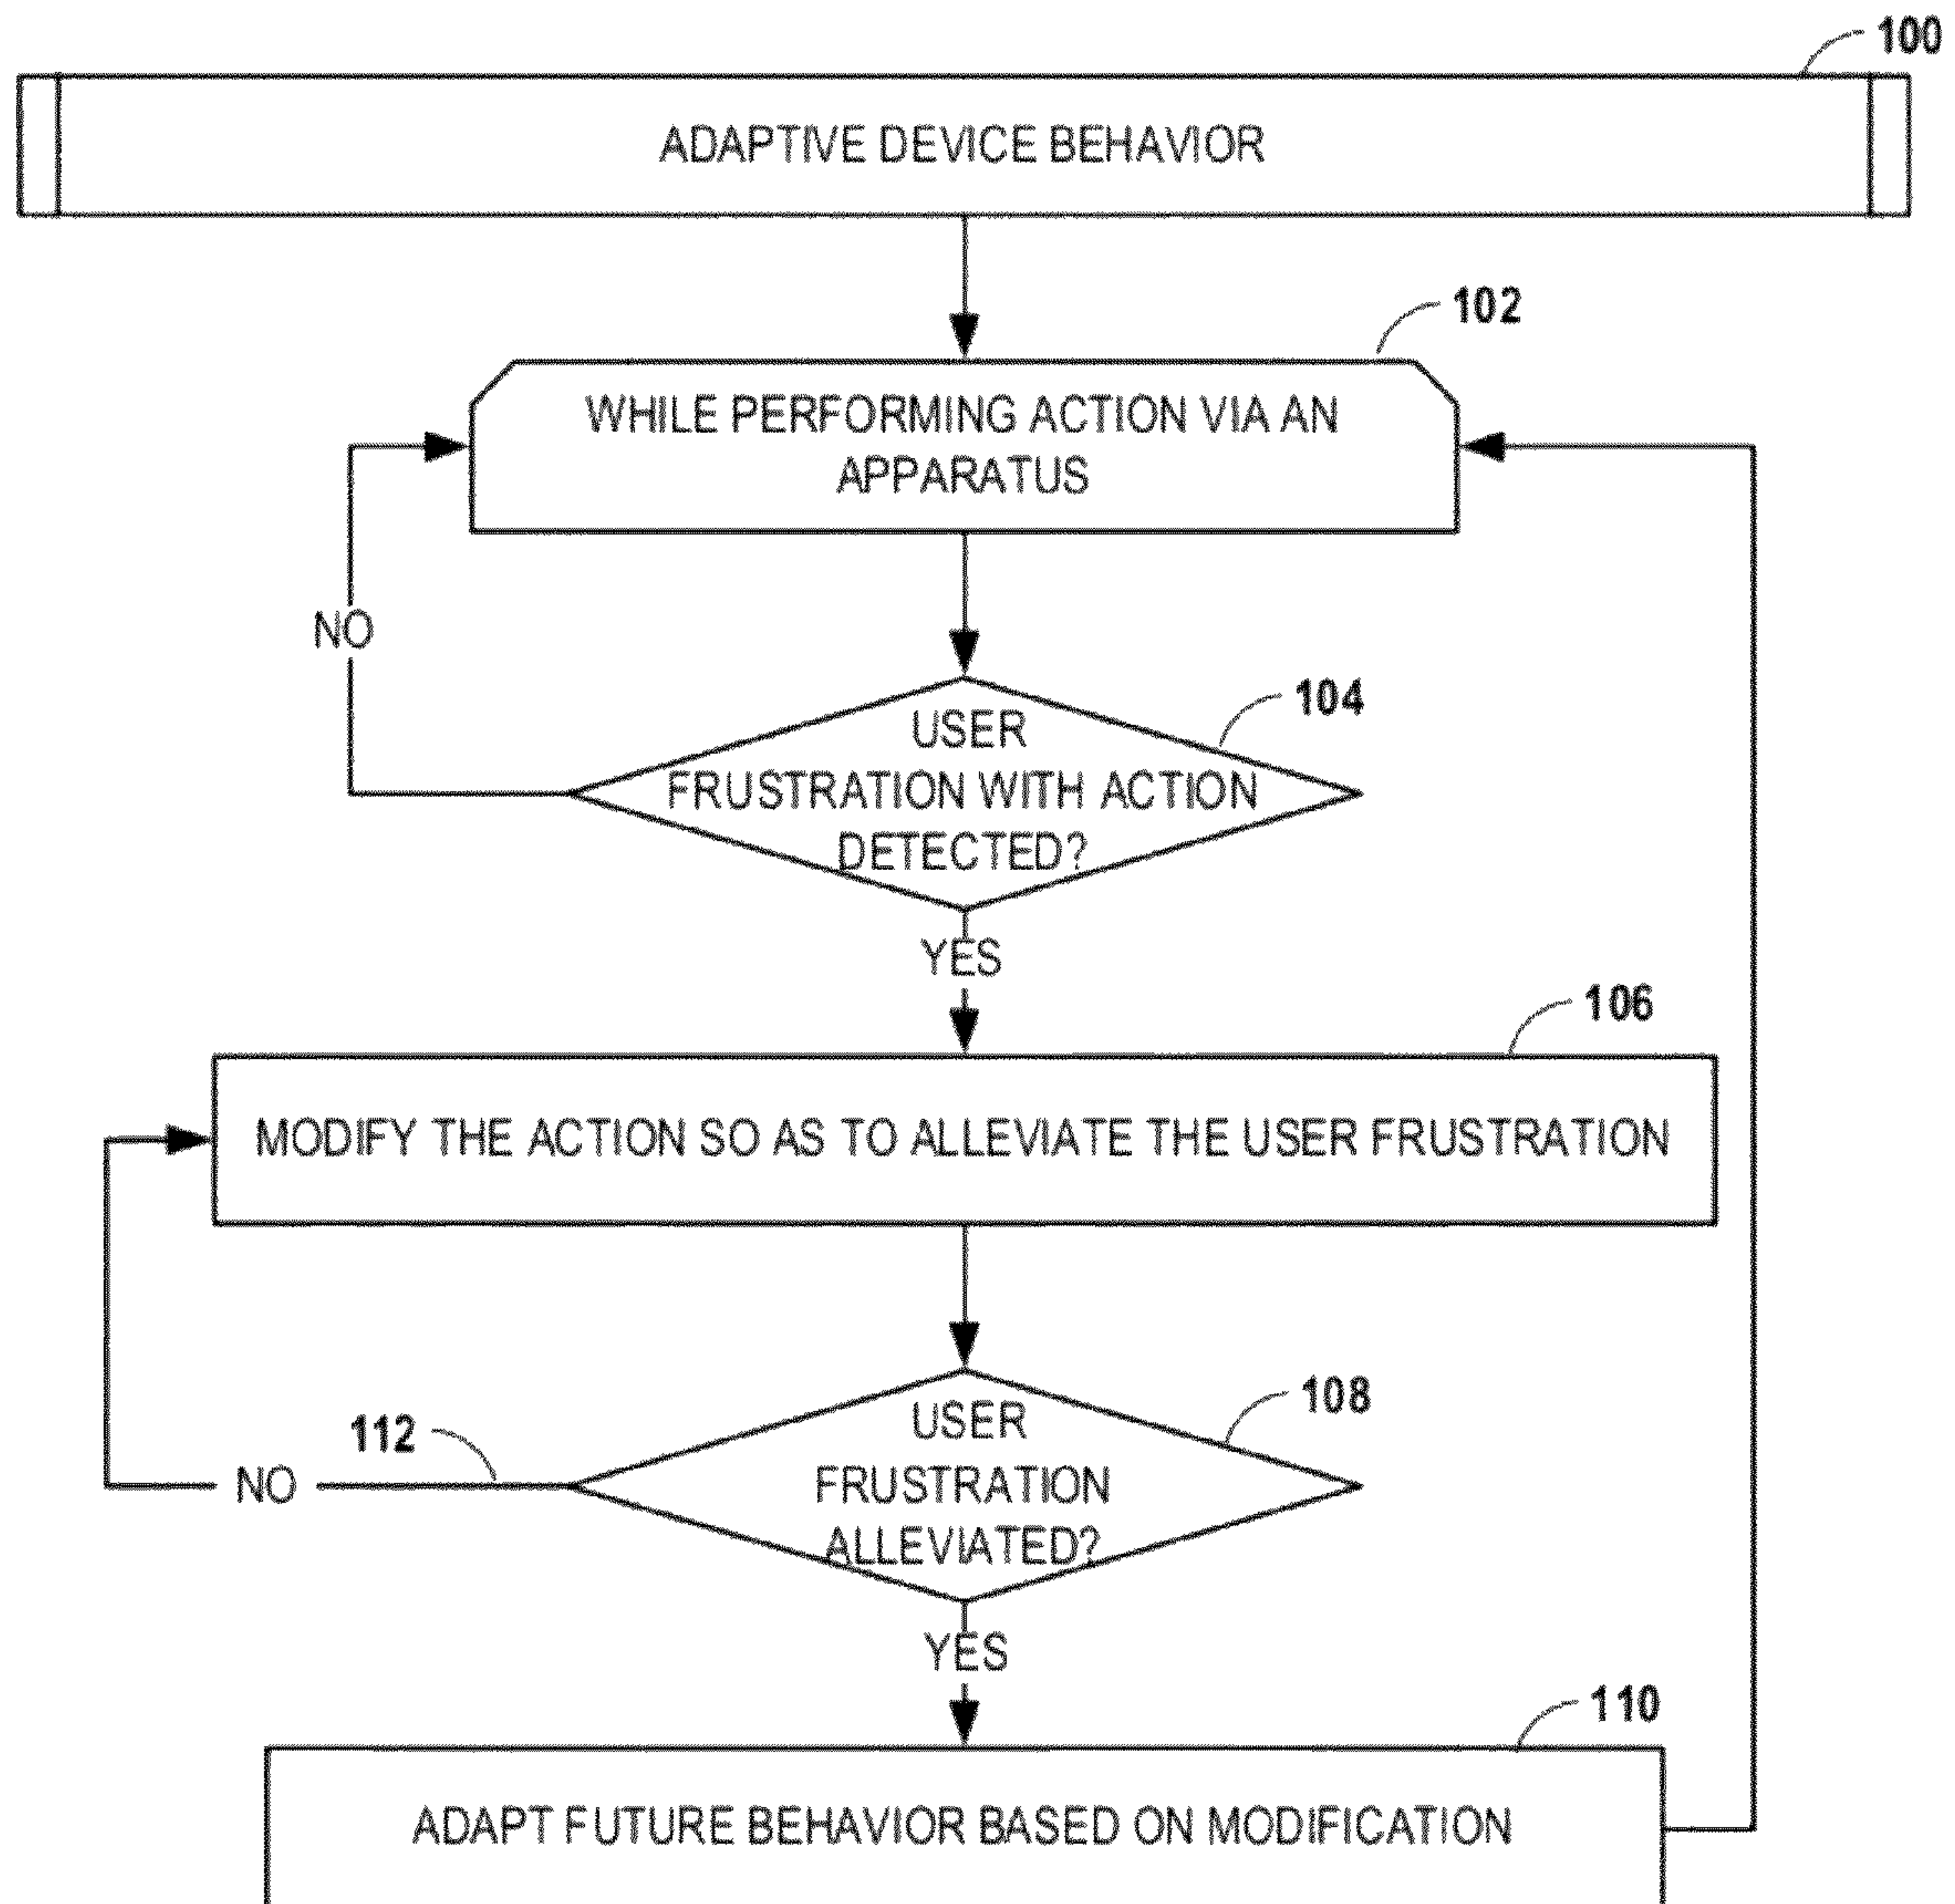 100
ADAPTIVE DEVICE BEHAVIOR
102
WHILE PERFORMING ACTION VIA AN
APPARATUS
NO
104
USER
FRUSTRATION WITH ACTION
DETECTED?
YES
106
MODIFY THE ACTION SO AS TO ALLEVIATE THE USER FRUSTRATION
108
USER
FRUSTRATION
ALLEVIATED?
112
NO
YES
110
ADAPT FUTURE BEHAVIOR BASED ON MODIFICATION